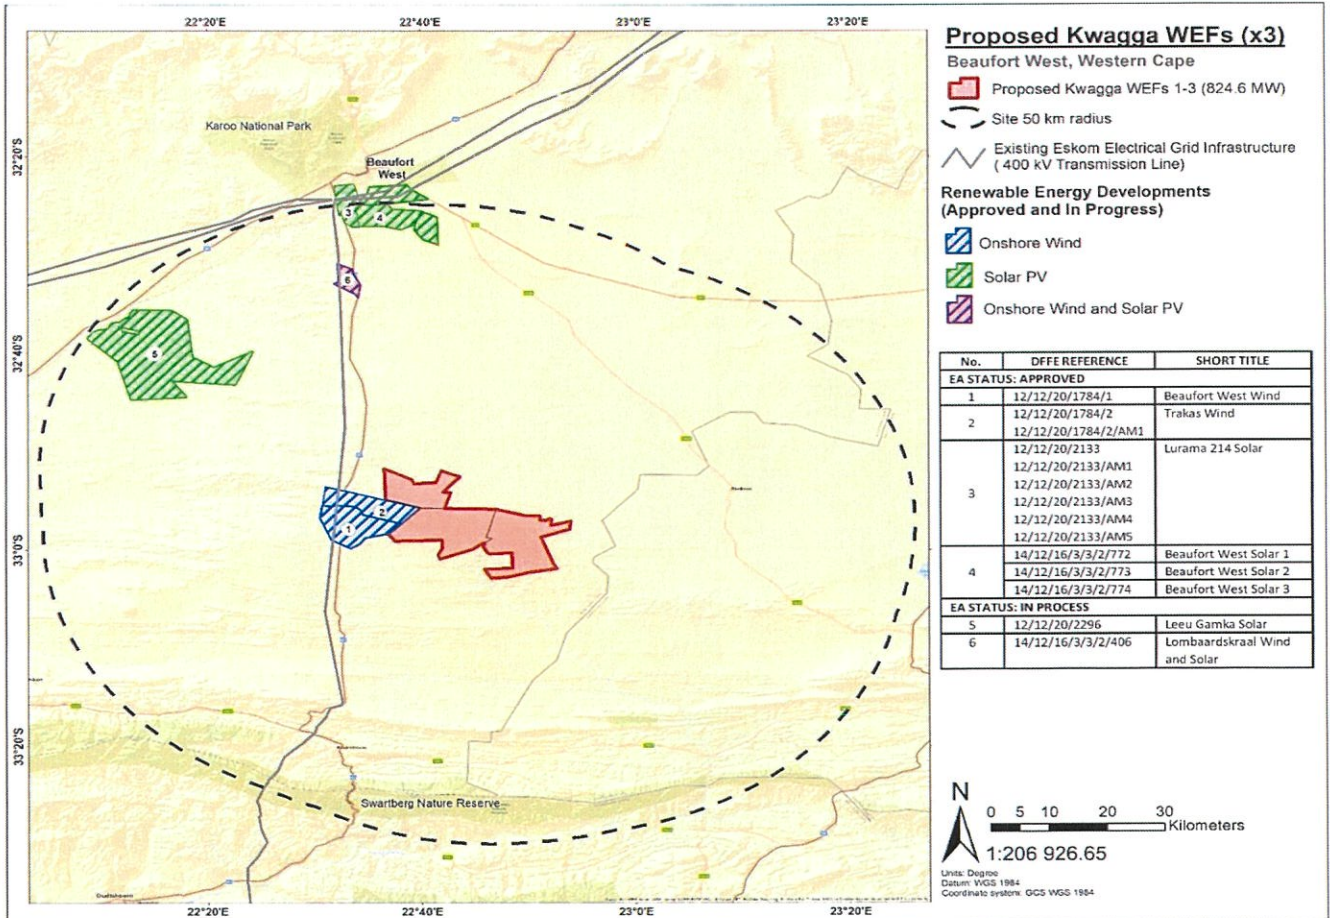 22°20'E 22°40'E 23°0'E 23°20'E
32°20'S
32°40'S
33°0'S
33°20'S
Karoo National Park
Beaufort
West
3
4
6
5
2
1
Swartberg Nature Reserve
22°20'E 22°40'E 23°0'E 23°20'E
Proposed Kwagga WEFs (x3)
Beaufort West, Western Cape
Proposed Kwagga WEFs 1-3 (824.6 MW)
Site 50 km radius
Existing Eskom Electrical Grid Infrastructure
( 400 kV Transmission Line)
Renewable Energy Developments
(Approved and In Progress)
Onshore Wind
Solar PV
Onshore Wind and Solar PV
No. DFFE REFERENCE SHORT TITLE
EA STATUS: APPROVED
1 12/12/20/1784/1 Beaufort West Wind
2 12/12/20/1784/2 Trakas Wind
12/12/20/1784/2/AM1
3 12/12/20/2133 Lurama 214 Solar
12/12/20/2133/AM1
12/12/20/2133/AM2
12/12/20/2133/AM3
12/12/20/2133/AM4
12/12/20/2133/AM5
4 14/12/16/3/3/2/772 Beaufort West Solar 1
14/12/16/3/3/2/773 Beaufort West Solar 2
14/12/16/3/3/2/774 Beaufort West Solar 3
EA STATUS: IN PROCESS
5 12/12/20/2296 Leeu Gamka Solar
6 14/12/16/3/3/2/406 Lombaardskraal Wind
and Solar
N
0 5 10 20 30
Kilometers
1:206 926.65
Units: Degree
Datum: WGS 1984
Coordinate system: GCS WGS 1984